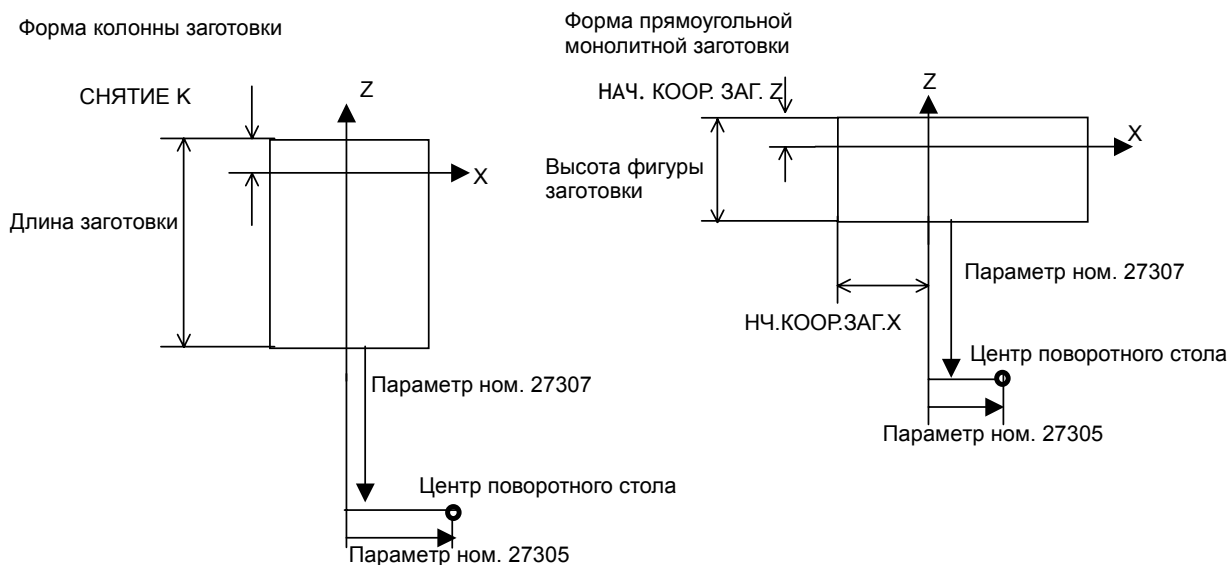 Форма колонны заготовки
СНЯТИЕ K
Z
X
Длина заготовки
Параметр ном. 27307
Центр поворотного стола
Параметр ном. 27305
Форма прямоугольной
монолитной заготовки
НАЧ. КООР. ЗАГ. Z
Z
X
Высота фигуры
заготовки
Параметр ном. 27307
НЧ.КООР.ЗАГ.X
Центр поворотного стола
Параметр ном. 27305